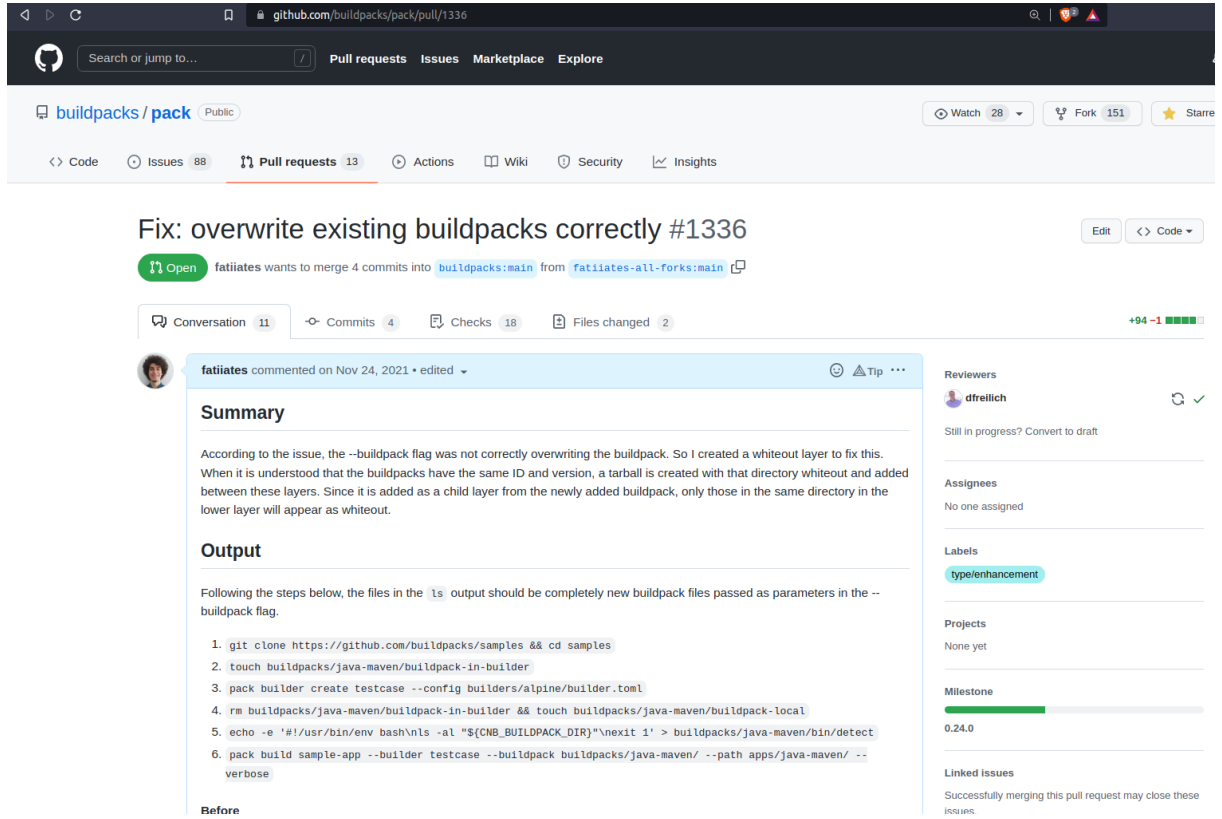 github.com/buildpacks/pack/pull/1336
Search or jump to... /
Pull requests Issues Marketplace Explore
buildpacks / pack Public
Watch 28
Fork 151
Starre
Code
Issues 88
Pull requests 13
Actions
Wiki
Security
Insights
Fix: overwrite existing buildpacks correctly #1336
Edit
<> Code
Open
fatiiates wants to merge 4 commits into buildpacks:main from fatiiates-all-forks:main
Conversation 11
Commits 4
Checks 18
Files changed 2
+94 −1
fatiiates commented on Nov 24, 2021 • edited
Tip ...
Summary
According to the issue, the --buildpack flag was not correctly overwriting the buildpack. So I created a whiteout layer to fix this.
When it is understood that the buildpacks have the same ID and version, a tarball is created with that directory whiteout and added
between these layers. Since it is added as a child layer from the newly added buildpack, only those in the same directory in the
lower layer will appear as whiteout.
Output
Following the steps below, the files in the ls output should be completely new buildpack files passed as parameters in the --
buildpack flag.
1. git clone https://github.com/buildpacks/samples && cd samples
2. touch buildpacks/java-maven/buildpack-in-builder
3. pack builder create testcase --config builders/alpine/builder.toml
4. rm buildpacks/java-maven/buildpack-in-builder && touch buildpacks/java-maven/buildpack-local
5. echo -e '#!/usr/bin/env bash\nls -al "${CNB_BUILDPACK_DIR}"\nexit 1' > buildpacks/java-maven/bin/detect
6. pack build sample-app --builder testcase --buildpack buildpacks/java-maven/ --path apps/java-maven/ --
verbose
Before
Reviewers
dfreilich
Still in progress? Convert to draft
Assignees
No one assigned
Labels
type/enhancement
Projects
None yet
Milestone
0.24.0
Linked issues
Successfully merging this pull request may close these
issues.